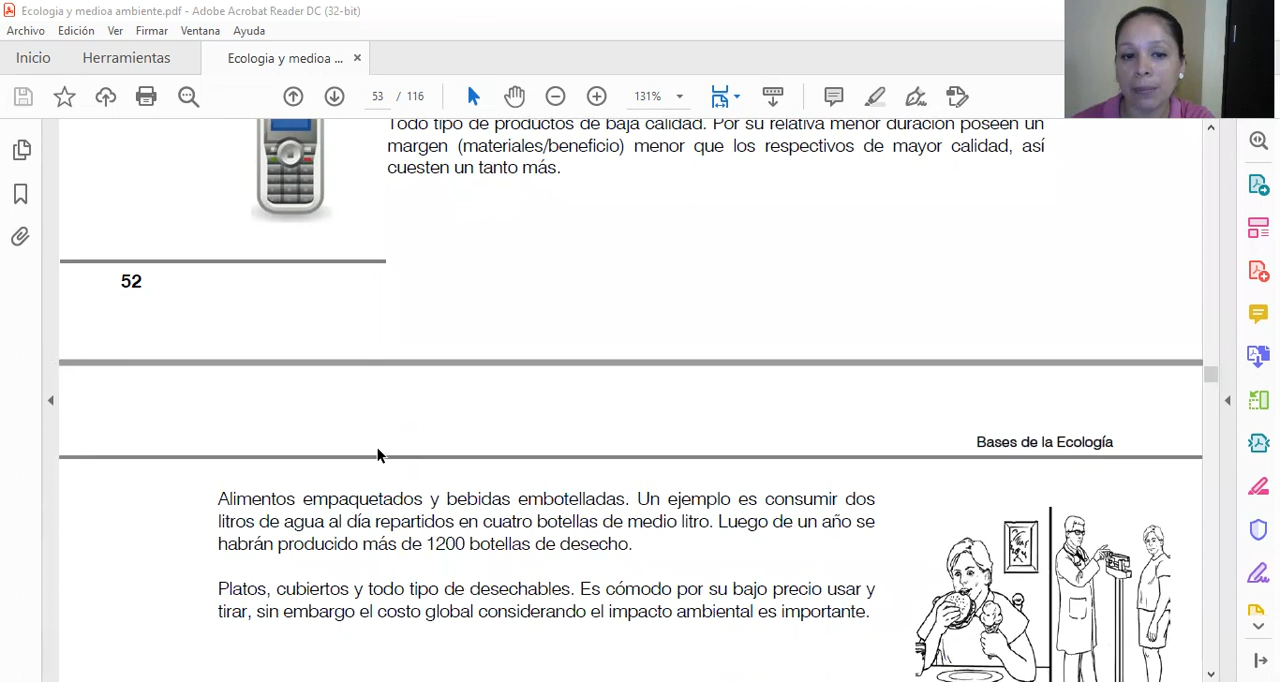 Ecologia y medioa ambiente.pdf - Adobe Acrobat Reader DC (32-bit)
Archivo Edición Ver Firmar Ventana Ayuda
Inicio Herramientas Ecologia y medioa ... ×
53 / 116 131%
Todo tipo de productos de baja calidad. Por su relativa menor duración poseen un
margen (materiales/beneficio) menor que los respectivos de mayor calidad, así
cuesten un tanto más.
52
Bases de la Ecología
Alimentos empaquetados y bebidas embotelladas. Un ejemplo es consumir dos
litros de agua al día repartidos en cuatro botellas de medio litro. Luego de un año se
habrán producido más de 1200 botellas de desecho.
Platos, cubiertos y todo tipo de desechables. Es cómodo por su bajo precio usar y
tirar, sin embargo el costo global considerando el impacto ambiental es importante.